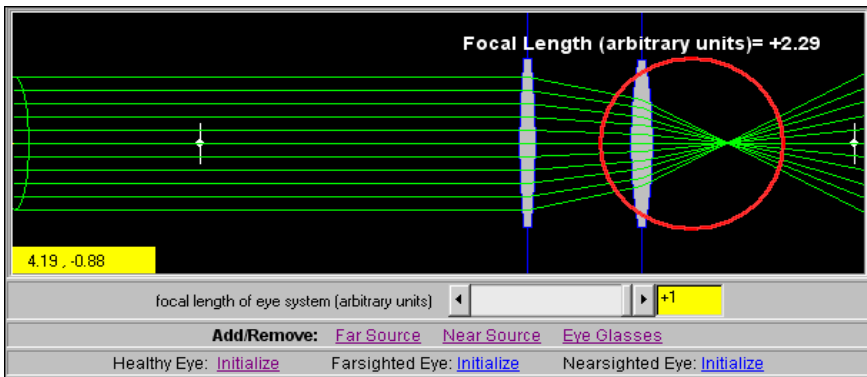 Focal Length (arbitrary units)= +2.29
4.19 , -0.88
focal length of eye system (arbitrary units) +1
Add/Remove: Far Source Near Source Eye Glasses
Healthy Eye: Initialize Farsighted Eye: Initialize Nearsighted Eye: Initialize